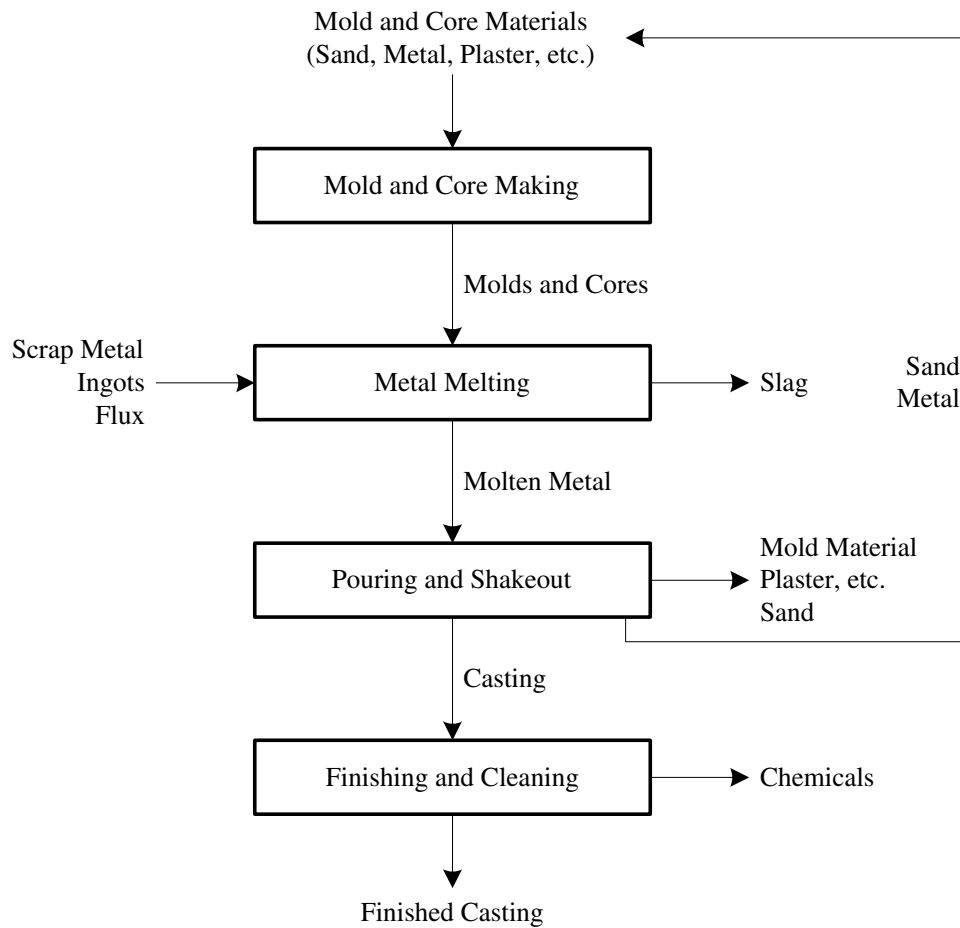 Mold and Core Materials
(Sand, Metal, Plaster, etc.)
Mold and Core Making
Molds and Cores
Scrap Metal
Ingots
Flux
Metal Melting
Slag
Sand
Metal
Molten Metal
Pouring and Shakeout
Mold Material
Plaster, etc.
Sand
Casting
Finishing and Cleaning
Chemicals
Finished Casting